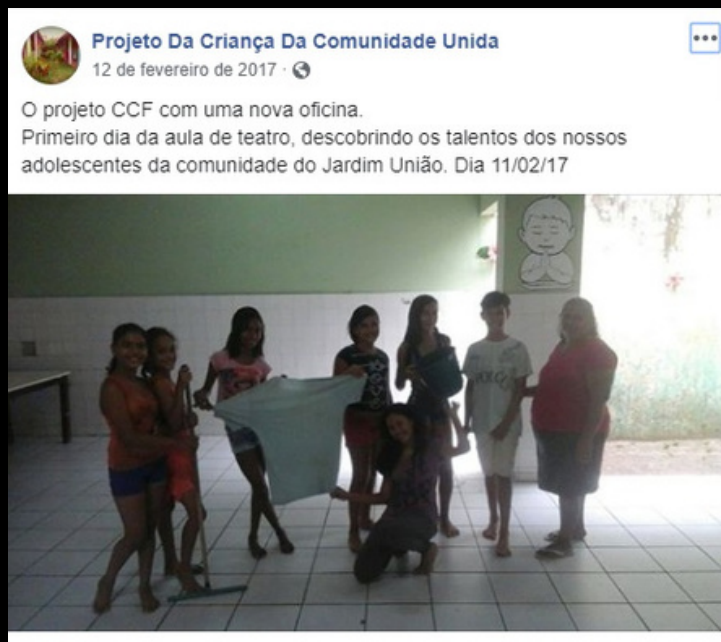 Projeto Da Criança Da Comunidade Unida
12 de fevereiro de 2017 ·
O projeto CCF com uma nova oficina.
Primeiro dia da aula de teatro, descobrindo os talentos dos nossos
adolescentes da comunidade do Jardim União. Dia 11/02/17